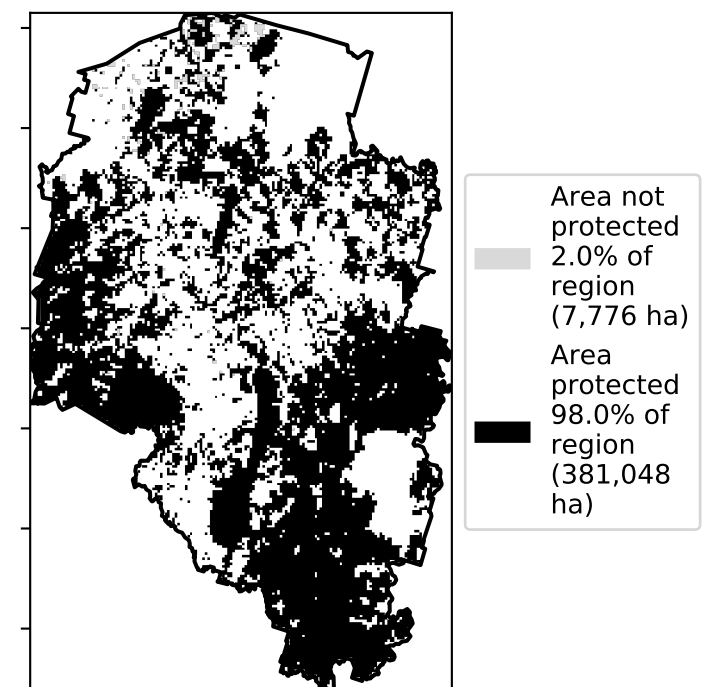 Area not
protected
2.0% of
region
(7,776 ha)
Area
protected
98.0% of
region
(381,048
ha)